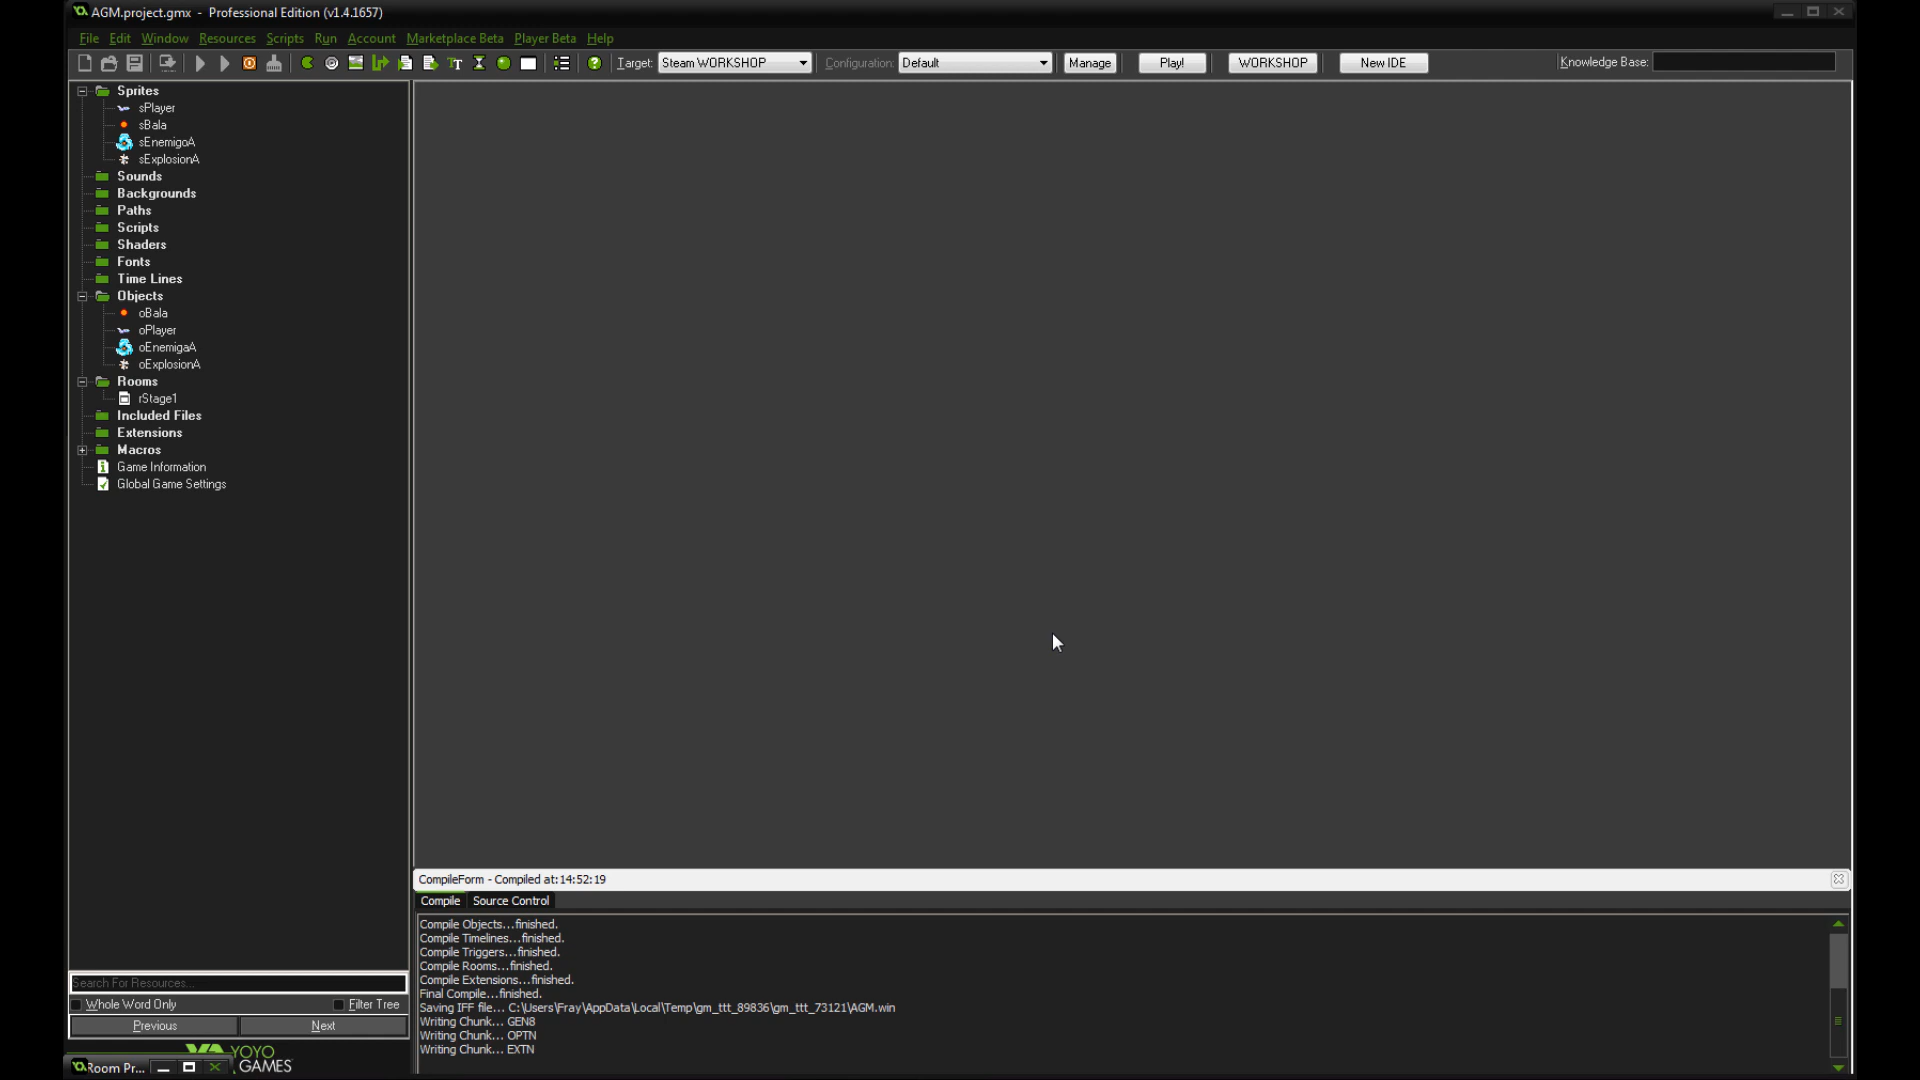 AGM.project.gmx - Professional Edition (v1.4.1657)
File Edit Window Resources Scripts Run Account Marketplace Beta Player Beta Help
Target: Steam WORKSHOP Configuration: Default Manage Play! WORKSHOP New IDE Knowledge Base:
Sprites
sPlayer
sBala
sEnemigoA
sExplosionA
Sounds
Backgrounds
Paths
Scripts
Shaders
Fonts
Time Lines
Objects
oBala
oPlayer
oEnemigaA
oExplosionA
Rooms
rStage1
Included Files
Extensions
Macros
Game Information
Global Game Settings
Search For Resources...
Whole Word Only Filter Tree
Previous Next
YOYO
GAMES
Room Pr...
CompileForm - Compiled at:14:52:19
Compile Source Control
Compile Objects...finished.
Compile Timelines...finished.
Compile Triggers...finished.
Compile Rooms...finished.
Compile Extensions...finished.
Final Compile...finished.
Saving IFF file... C:\Users\Fray\AppData\Local\Temp\gm_ttt_89836\gm_ttt_73121\AGM.win
Writing Chunk... GEN8
Writing Chunk... OPTN
Writing Chunk... EXTN